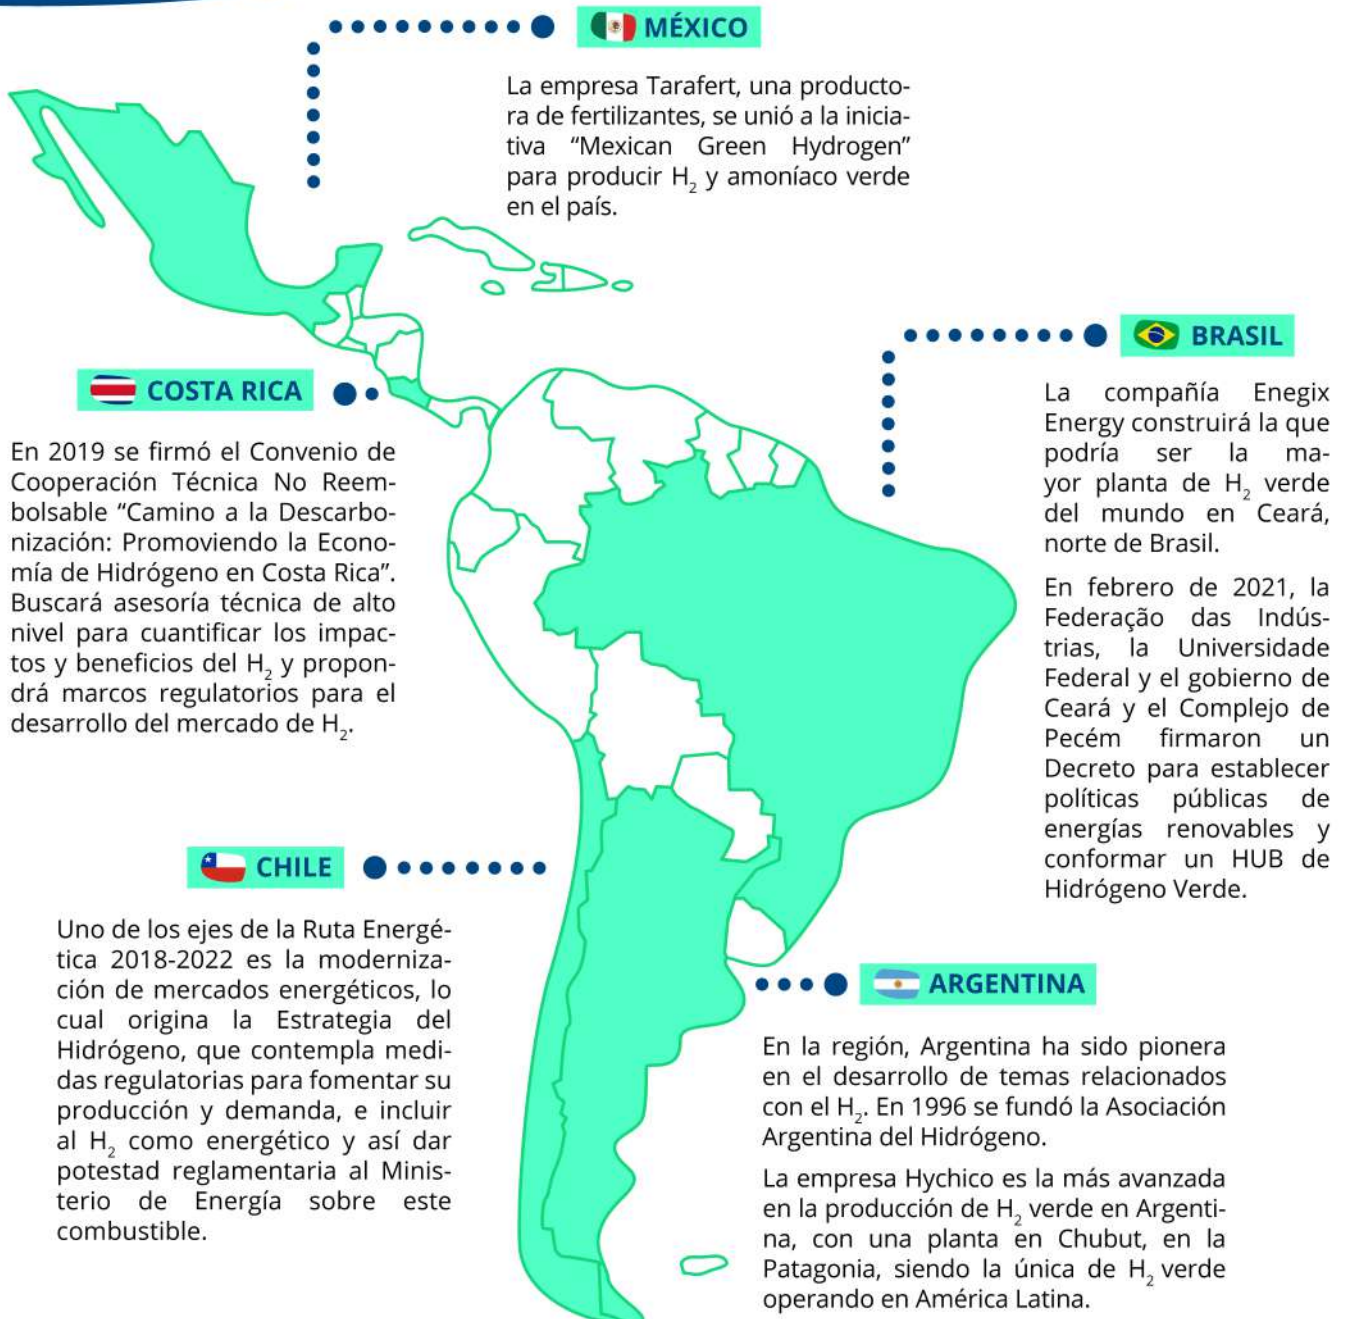 MÉXICO
La empresa Tarafert, una producto-
ra de fertilizantes, se unió a la inicia-
tiva “Mexican Green Hydrogen”
para producir H₂ y amoníaco verde
en el país.
COSTA RICA
En 2019 se firmó el Convenio de
Cooperación Técnica No Reem-
bolsable “Camino a la Descarbo-
nización: Promoviendo la Econo-
mía de Hidrógeno en Costa Rica”.
Buscará asesoría técnica de alto
nivel para cuantificar los impac-
tos y beneficios del H₂ y propon-
drá marcos regulatorios para el
desarrollo del mercado de H₂.
BRASIL
La compañía Enegix
Energy construirá la que
podría ser la ma-
yor planta de H₂ verde
del mundo en Ceará,
norte de Brasil.
En febrero de 2021, la
Federação das Indús-
trias, la Universidade
Federal y el gobierno de
Ceará y el Complejo de
Pecém firmaron un
Decreto para establecer
políticas públicas de
energías renovables y
conformar un HUB de
Hidrógeno Verde.
CHILE
Uno de los ejes de la Ruta Energé-
tica 2018-2022 es la moderniza-
ción de mercados energéticos, lo
cual origina la Estrategia del
Hidrógeno, que contempla medi-
das regulatorias para fomentar su
producción y demanda, e incluir
al H₂ como energético y así dar
potestad reglamentaria al Minis-
terio de Energía sobre este
combustible.
ARGENTINA
En la región, Argentina ha sido pionera
en el desarrollo de temas relacionados
con el H₂. En 1996 se fundó la Asociación
Argentina del Hidrógeno.
La empresa Hychico es la más avanzada
en la producción de H₂ verde en Argenti-
na, con una planta en Chubut, en la
Patagonia, siendo la única de H₂ verde
operando en América Latina.